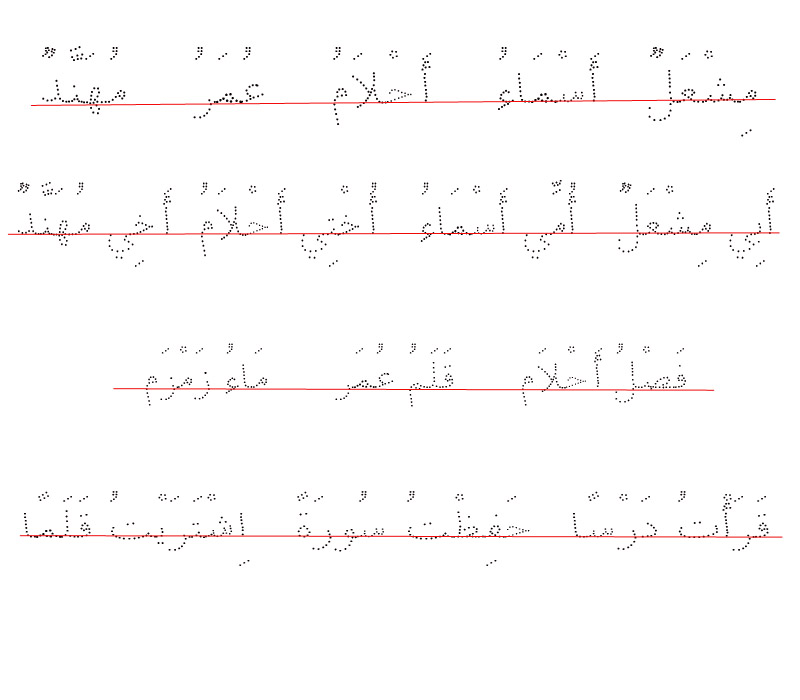 مِشْعَلٌ أَسْمَاءُ أَحْلَامُ عُمَرُ مُهَنَّدٌ
أَبِي مِشْعَلٌ أُمِّي أَسْمَاءُ أُخْتِي أَحْلَامُ أَخِي مُهَنَّدٌ
فَصْلُ أَحْلَام قَلَمُ عُمَر مَاءُ زَمْزَم
قَرَأْتُ دَرْسًا حَفِظْتُ سُورَةً اِشْتَرَيْتُ قَلَمًا